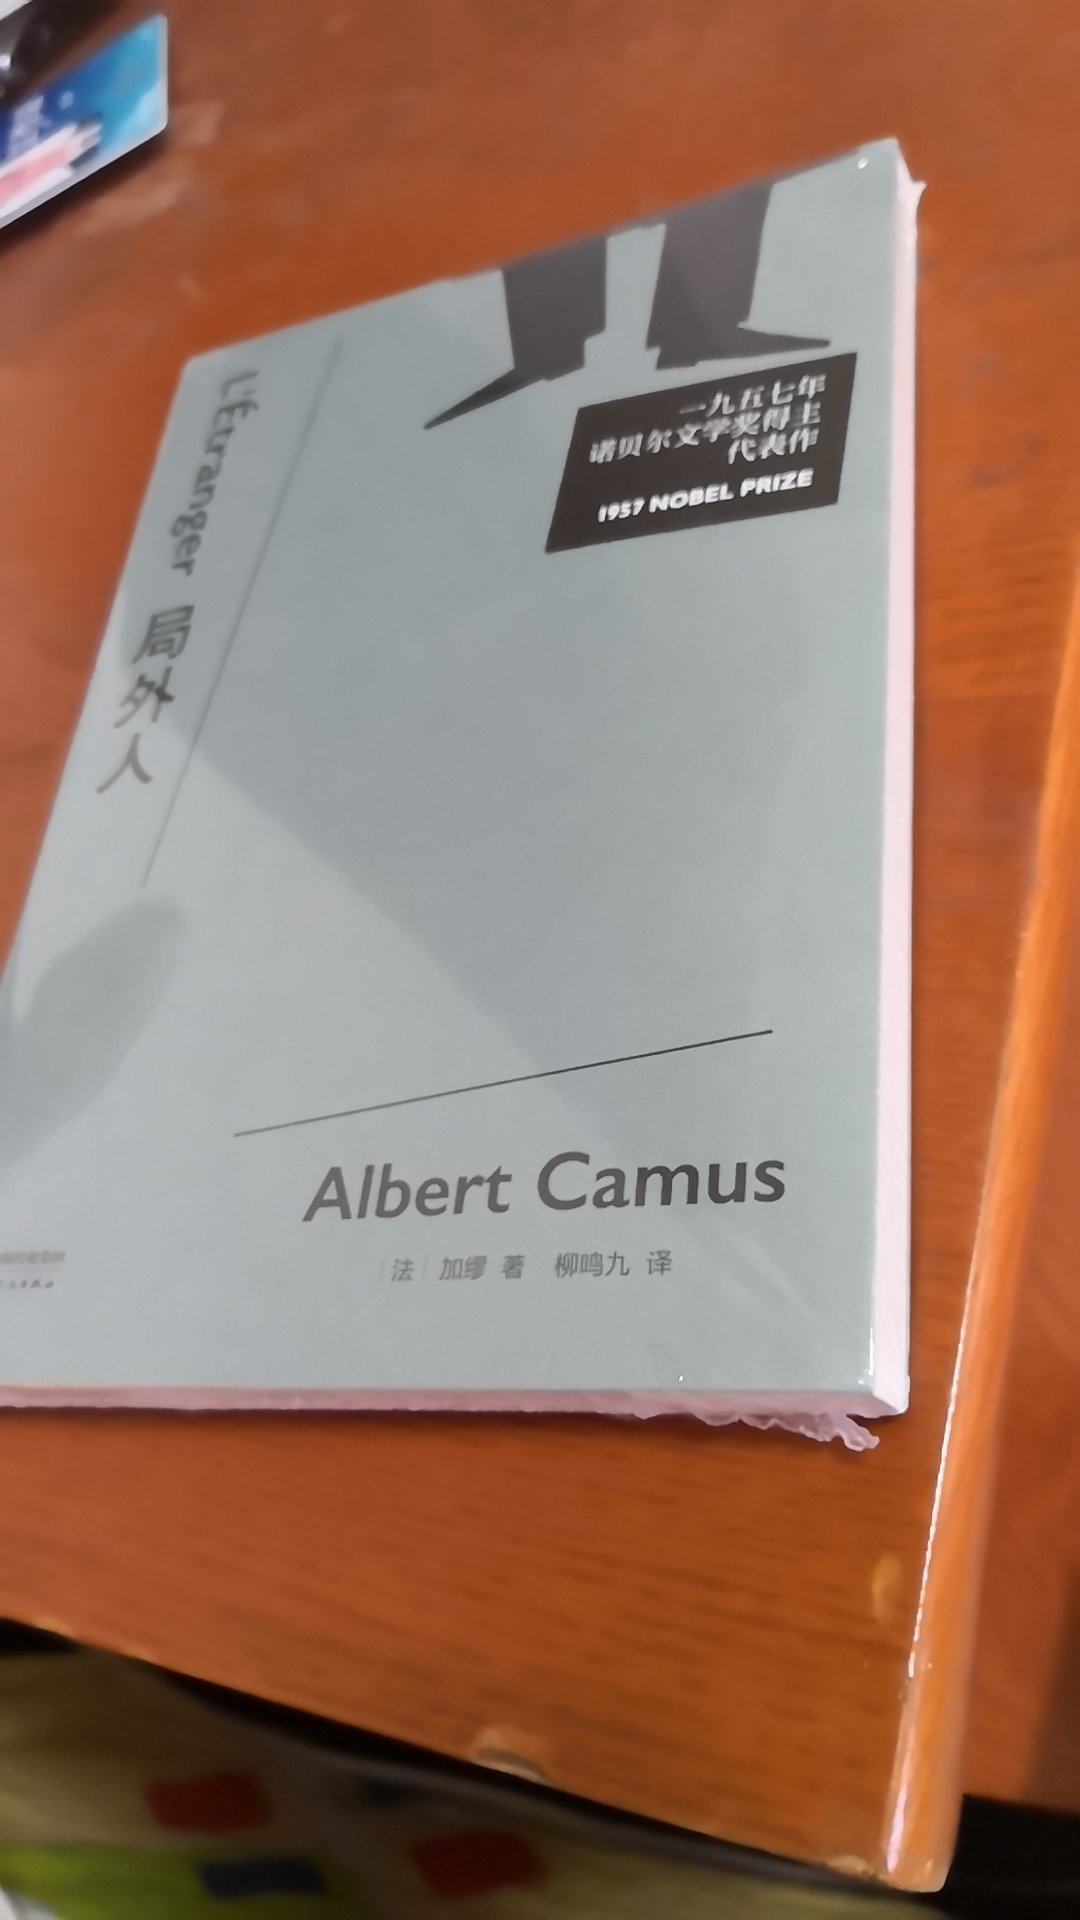 一九五七年
诺贝尔文学奖得主
代表作
1957 NOBEL PRIZE
L'Étranger 局外人
Albert Camus
[法] 加缪 著 柳鸣九 译